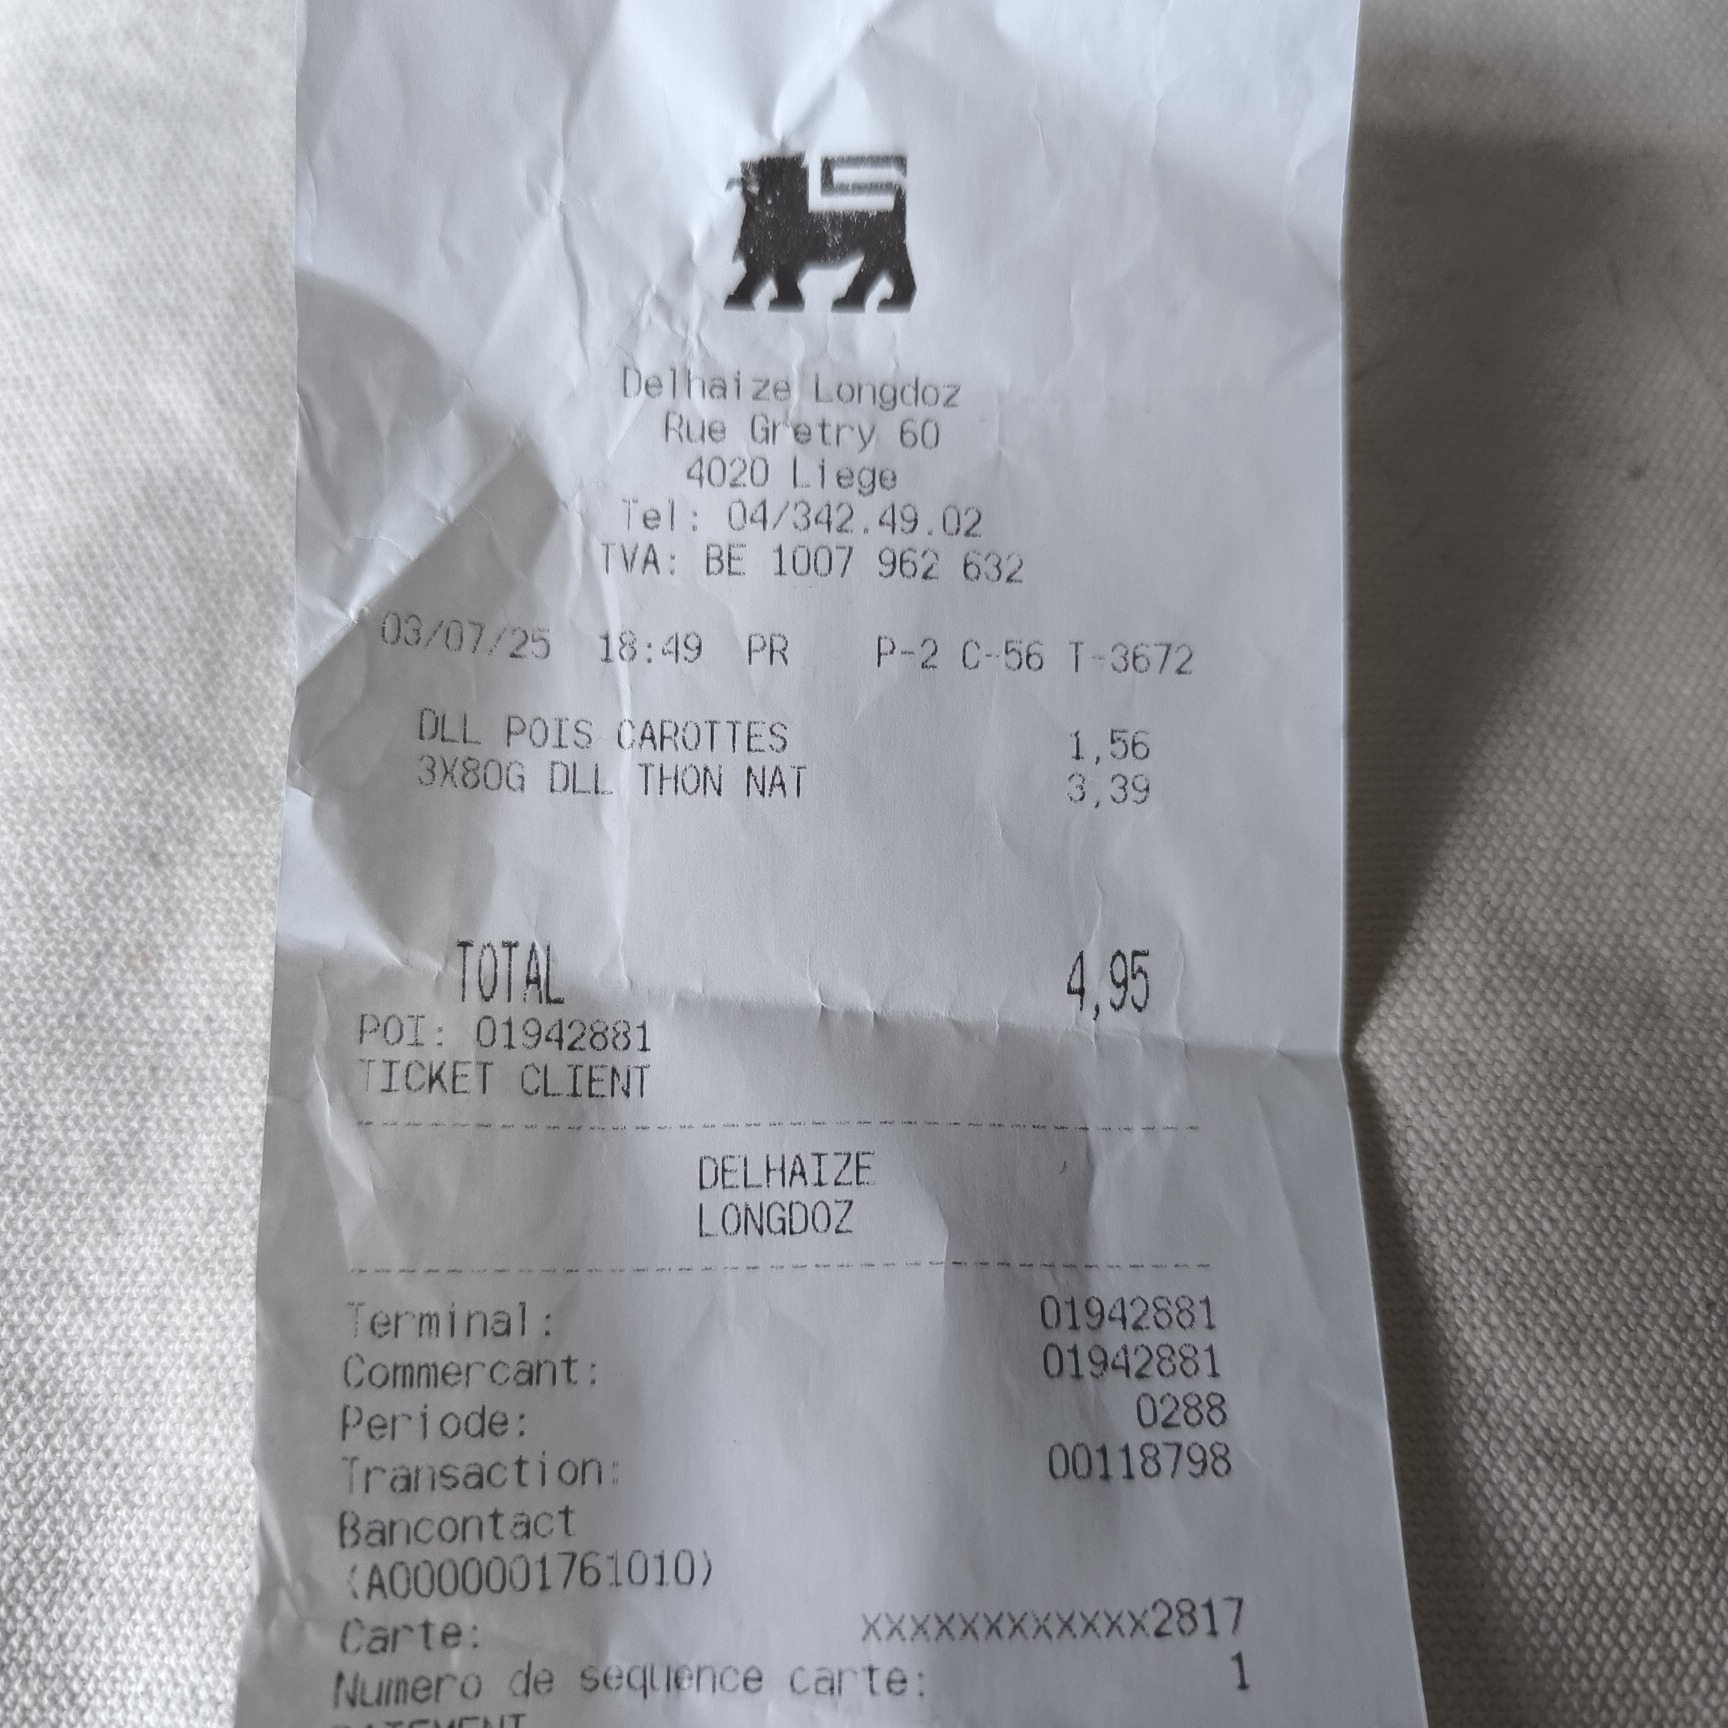 Delhaize Longdoz
Rue Gretry 60
4020 Liege
Tel: 04/342.49.02
TVA: BE 1007 962 632
03/07/25 18:49 PR P-2 C-56 T-3672
DLL POIS CAROTTES 1,56
3X80G DLL THON NAT 3,39
TOTAL 4,95
POI: 01942881
TICKET CLIENT
DELHAIZE
LONGDOZ
Terminal: 01942881
Commercant: 01942881
Periode: 0288
Transaction: 00118798
Bancontact
(A0000001761010)
Carte: XXXXXXXXXXXX2817
Numero de sequence carte: 1